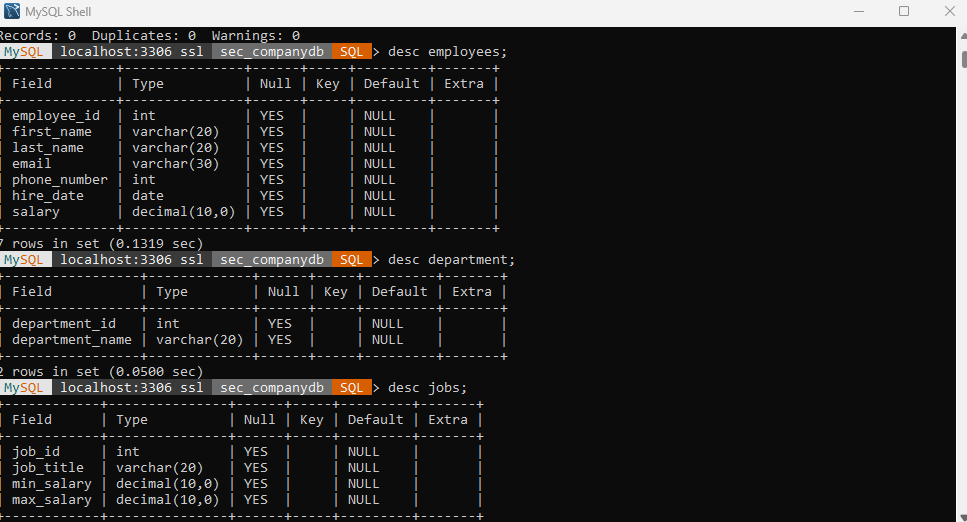 MySQL Shell
Records: 0  Duplicates: 0  Warnings: 0
MySQL  localhost:3306 ssl  sec_companydb  SQL > desc employees;
+--------------+---------------+------+-----+---------+-------+
| Field        | Type          | Null | Key | Default | Extra |
+--------------+---------------+------+-----+---------+-------+
| employee_id  | int           | YES  |     | NULL    |       |
| first_name   | varchar(20)   | YES  |     | NULL    |       |
| last_name    | varchar(20)   | YES  |     | NULL    |       |
| email        | varchar(30)   | YES  |     | NULL    |       |
| phone_number | int           | YES  |     | NULL    |       |
| hire_date    | date          | YES  |     | NULL    |       |
| salary       | decimal(10,0) | YES  |     | NULL    |       |
+--------------+---------------+------+-----+---------+-------+
7 rows in set (0.1319 sec)
MySQL  localhost:3306 ssl  sec_companydb  SQL > desc department;
+-----------------+-------------+------+-----+---------+-------+
| Field           | Type        | Null | Key | Default | Extra |
+-----------------+-------------+------+-----+---------+-------+
| department_id   | int         | YES  |     | NULL    |       |
| department_name | varchar(20) | YES  |     | NULL    |       |
+-----------------+-------------+------+-----+---------+-------+
2 rows in set (0.0500 sec)
MySQL  localhost:3306 ssl  sec_companydb  SQL > desc jobs;
+------------+---------------+------+-----+---------+-------+
| Field      | Type          | Null | Key | Default | Extra |
+------------+---------------+------+-----+---------+-------+
| job_id     | int           | YES  |     | NULL    |       |
| job_title  | varchar(20)   | YES  |     | NULL    |       |
| min_salary | decimal(10,0) | YES  |     | NULL    |       |
| max_salary | decimal(10,0) | YES  |     | NULL    |       |
+------------+---------------+------+-----+---------+-------+